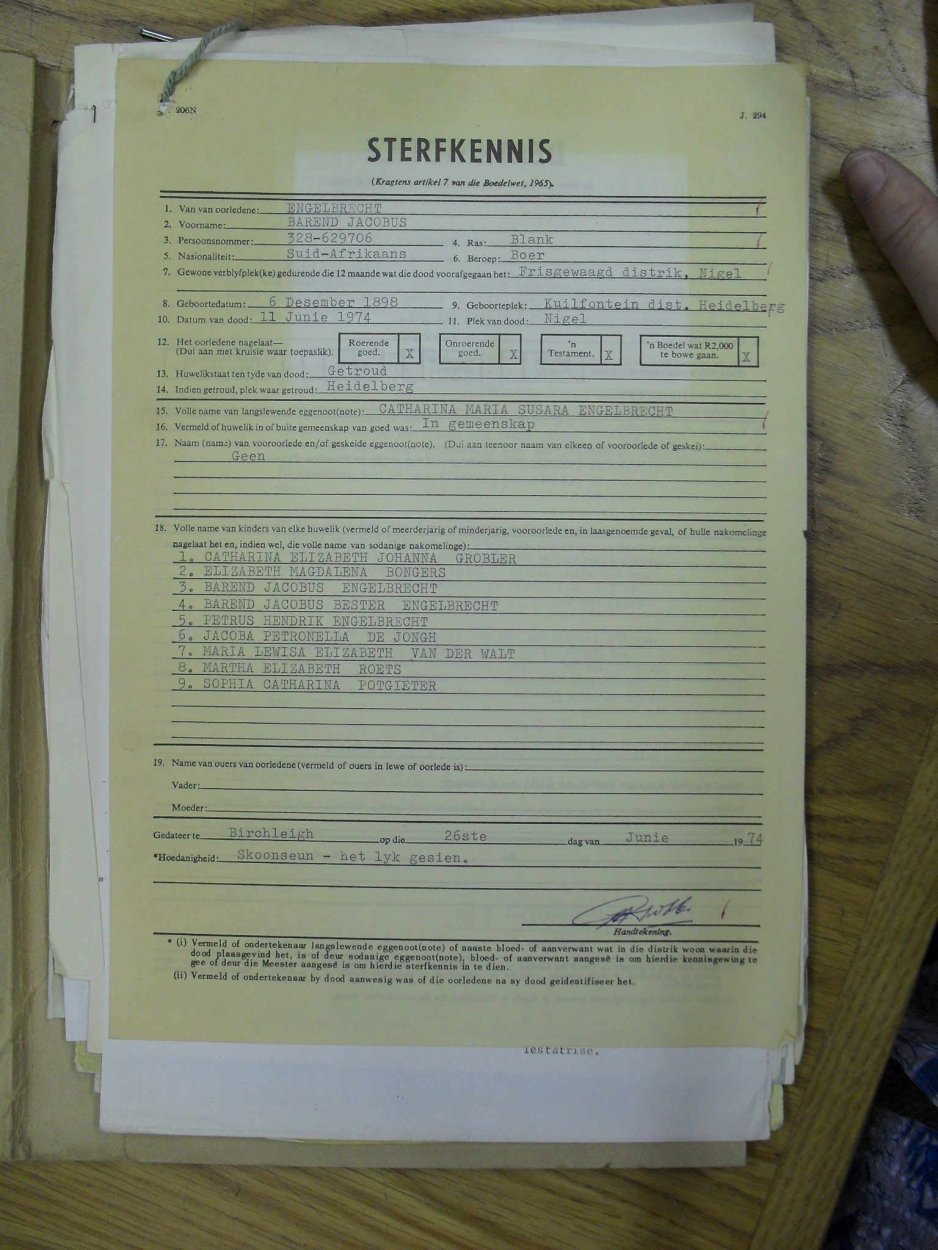 206N
J. 294
STERFKENNIS
(Kragtens artikel 7 van die Boedelwet, 1965).
1. Van van oorledene: ENGELBRECHT
2. Voorname: BAREND JACOBUS
3. Persoonsnommer: 328-629706 4. Ras: Blank
5. Nasionaliteit: Suid-Afrikaans 6. Beroep: Boer
7. Gewone verblyfplek(ke) gedurende die 12 maande wat die dood voorafgegaan het: Frisgewaagd distrik, Nigel
8. Geboortedatum: 6 Desember 1898 9. Geboorteplek: Kuilfontein dist. Heidelberg
10. Datum van dood: 11 Junie 1974 11. Plek van dood: Nigel
12. Het oorledene nagelaat—
(Dui aan met kruisie waar toepaslik).
Roerende goed. X
Onroerende goed. X
'n Testament. X
'n Boedel wat R2,000 te bowe gaan. X
13. Huwelikstaat ten tyde van dood: Getroud
14. Indien getroud, plek waar getroud: Heidelberg
15. Volle name van langslewende eggenoot(note): CATHARINA MARIA SUSARA ENGELBRECHT
16. Vermeld of huwelik in of buite gemeenskap van goed was: In gemeenskap
17. Naam (name) van vooroorlede en/of geskeide eggenoot(note). (Dui aan teenoor naam van elkeen of vooroorlede of geskei):
Geen
18. Volle name van kinders van elke huwelik (vermeld of meerderjarig of minderjarig, vooroorlede en, in laasgenoemde geval, of hulle nakomelinge
nagelaat het en, indien wel, die volle name van sodanige nakomelinge):
1. CATHARINA ELIZABETH JOHANNA GROBLER
2. ELIZABETH MAGDALENA BONGERS
3. BAREND JACOBUS ENGELBRECHT
4. BAREND JACOBUS BESTER ENGELBRECHT
5. PETRUS HENDRIK ENGELBRECHT
6. JACOBA PETRONELLA DE JONGH
7. MARIA LEWISA ELIZABETH VAN DER WALT
8. MARTHA ELIZABETH ROETS
9. SOPHIA CATHARINA POTGIETER
19. Name van ouers van oorledene (vermeld of ouers in lewe of oorlede is):
Vader:
Moeder:
Gedateer te Birchleigh op die 26ste dag van Junie 19 74
*Hoedanigheid: Skoonseun - het lyk gesien.
Handtekening.
* (i) Vermeld of ondertekenaar langslewende eggenoot(note) of nauste bloed- of aanverwant wat in die distrik woon waarin die
dood plaasgevind het, is of deur sodanige eggenoot(note), bloed- of aanverwant aangesê is om hierdie kennisgewing te
gee of deur die Meester aangesê is om hierdie sterfkennis in te dien.
(ii) Vermeld of ondertekenaar by dood aanwesig was of die oorledene na sy dood geïdentifiseer het.
Testatrise.